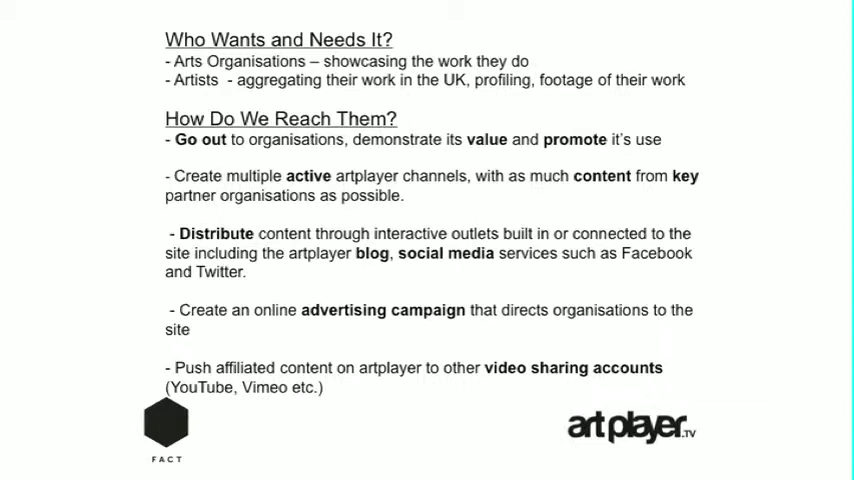 Who Wants and Needs It?
- Arts Organisations – showcasing the work they do
- Artists  - aggregating their work in the UK, profiling, footage of their work
How Do We Reach Them?
- Go out to organisations, demonstrate its value and promote it's use
- Create multiple active artplayer channels, with as much content from key
partner organisations as possible.
- Distribute content through interactive outlets built in or connected to the
site including the artplayer blog, social media services such as Facebook
and Twitter.
- Create an online advertising campaign that directs organisations to the
site
- Push affiliated content on artplayer to other video sharing accounts
(YouTube, Vimeo etc.)
artplayer.TV
FACT